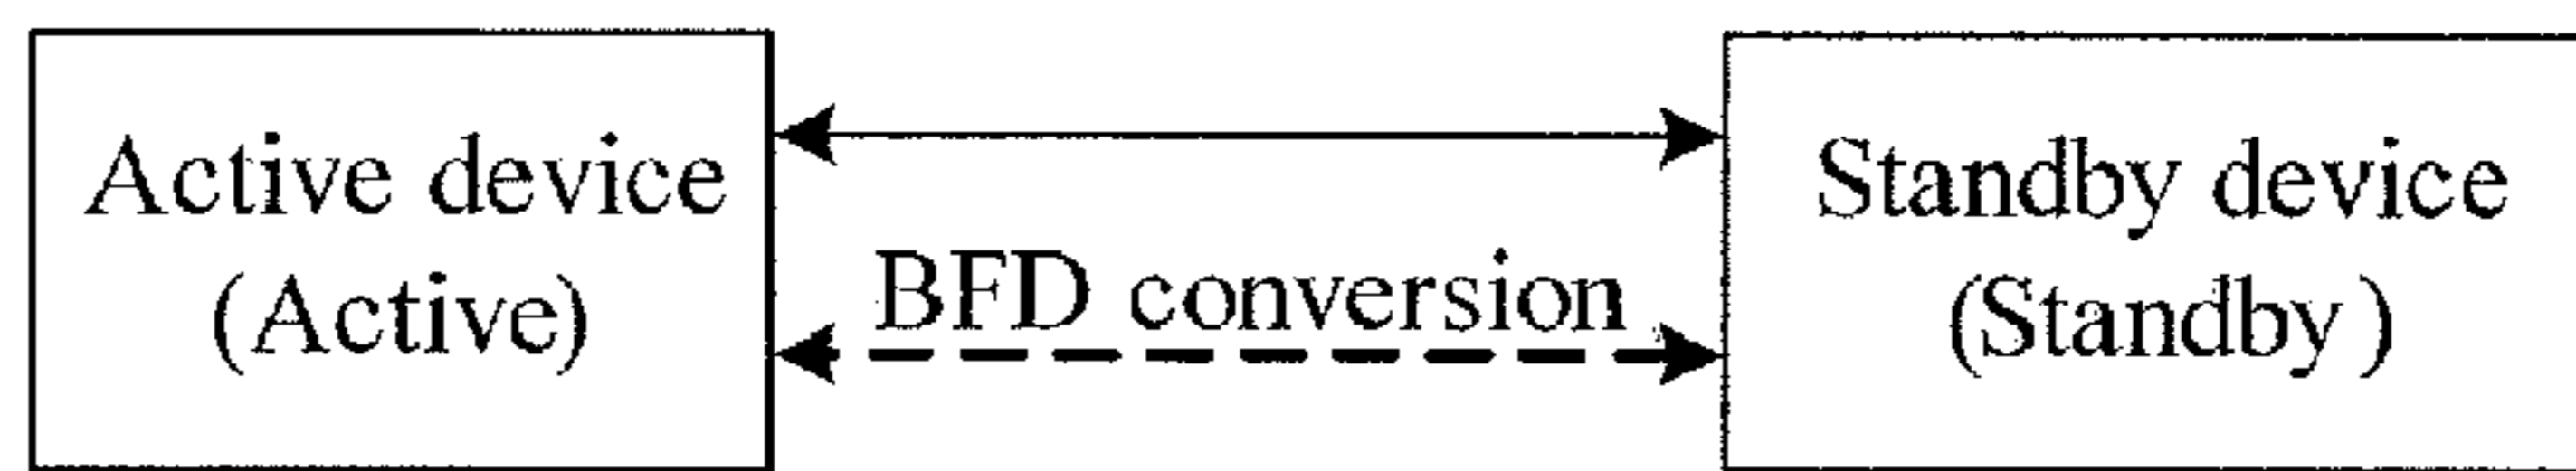 Active device
(Active)
BFD conversion
Standby device
(Standby)